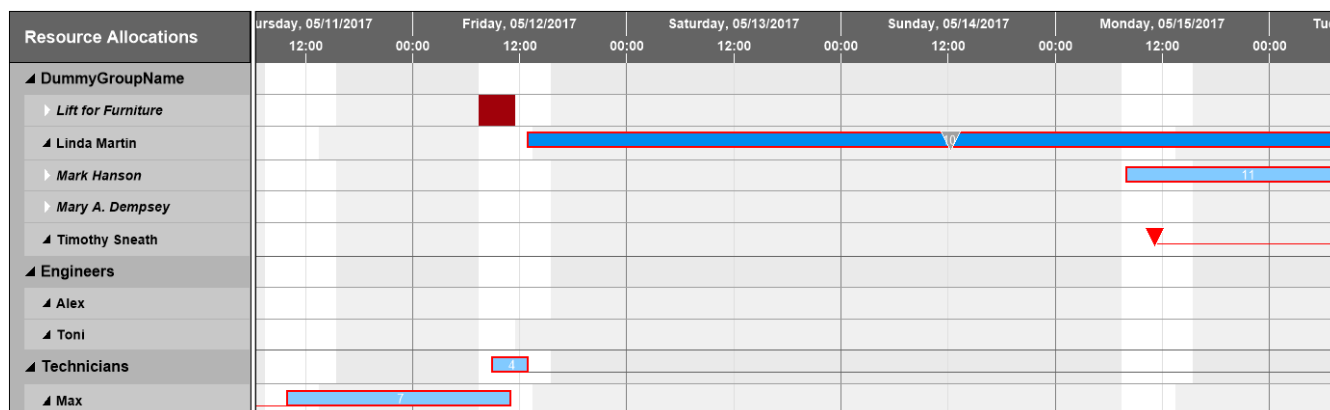 ursday, 05/11/2017 Friday, 05/12/2017 Saturday, 05/13/2017 Sunday, 05/14/2017 Monday, 05/15/2017 Tu
Resource Allocations
12:00 00:00 12:00 00:00 12:00 00:00 12:00 00:00 12:00 00:00
DummyGroupName
Lift for Furniture
Linda Martin 10
Mark Hanson 11
Mary A. Dempsey
Timothy Sneath
Engineers
Alex
Toni
Technicians 4
Max 7